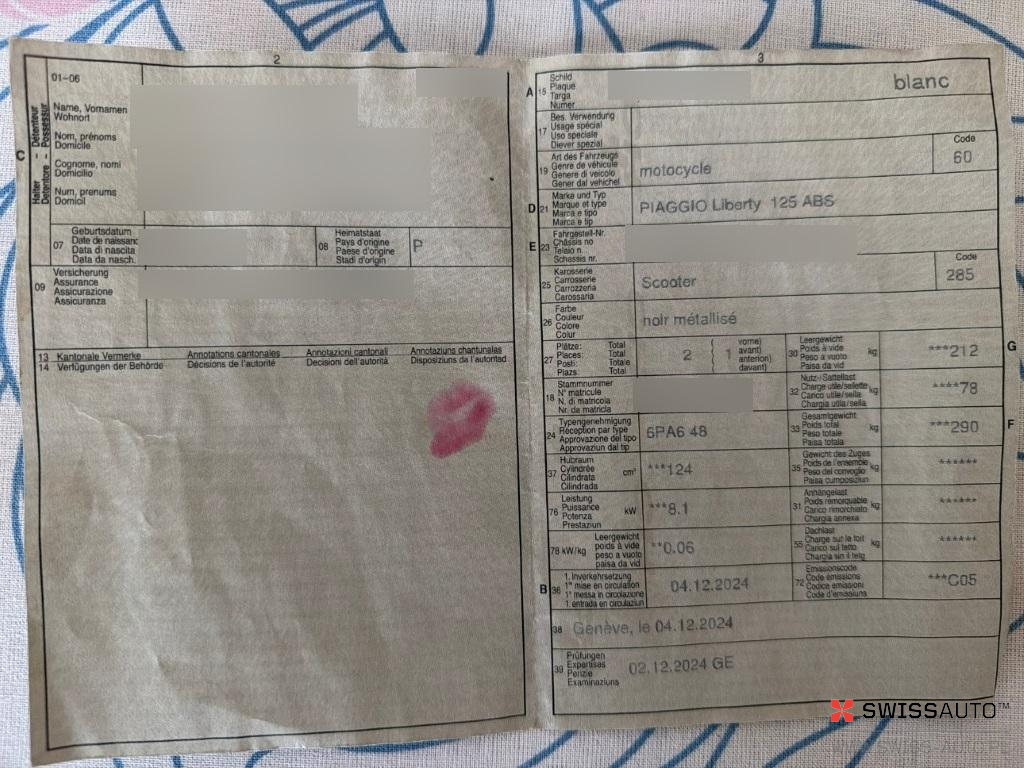 2
01-06
C
Halter - Détenteur
Detentore - Possessur
Name, Vornamen
Wohnort
Nom, prénoms
Domicile
Cognome, nomi
Domicilio
Num, prenums
Domicil
07
Geburtsdatum
Date de naissanc
Data di nascita
Data da nasch.
08
Heimatstaat
Pays d'origine
Paese d'origine
Stadi d'origin
P
09
Versicherung
Assurance
Assicurazione
Assicuranza
13 Kantonale Vermerke Annotations cantonales Annotazioni cantonali Annotaziuns chantunalas
14 Verfügungen der Behörde Décisions de l'autorité Decisioni dell'autorità Disposiziuns da l'autoritad
3
A
15
Schild
Plaque
Targa
Numer
blanc
17
Bes. Verwendung
Usage spécial
Uso speciale
Diever spezial
19
Art des Fahrzeugs
Genre de véhicule
Genere di veicolo
Gener dal vehichel
motocycle
Code
60
D
21
Marke und Typ
Marque et type
Marca e tipo
Marca e tip
PIAGGIO Liberty 125 ABS
E
23
Fahrgestell-Nr.
Châssis no
Telaio n.
Schassis nr.
25
Karosserie
Carrosserie
Carrozzeria
Carossaria
Scooter
Code
285
26
Farbe
Couleur
Colore
Colur
noir métallisé
27
Plätze: Total
Places: Total
Posti: Total
Plazs: Total
2 ( 1
vorne)
avant)
anteriori)
davant)
30
Leergewicht
Poids à vide
Peso a vuoto
Paisa da vid
kg
***212
G
18
Stammnummer
N° matricule
N. di matricola
Nr. da matricla
32
Nutz-/Sattellast
Charge utile/sellette
Carico utile/sella
Chargia utila/sella
kg
****78
24
Typengenehmigung
Réception par type
Approvazione del tipo
Approvaziun dal tip
6PA6 48
33
Gesamtgewicht
Poids total
Peso totale
Paisa totala
kg
***290
F
37
Hubraum
Cylindrée
Cilindrata
Cilindrada
cm³
***124
35
Gewicht des Zuges
Poids de l'ensemble
Peso del convoglio
Paisa cumposiziun
kg
******
76
Leistung
Puissance
Potenza
Prestaziun
kW
***8.1
31
Anhängelast
Poids remorquable
Carico rimorchiato
Chargia annexa
kg
******
78 kW/kg
Leergewicht
poids à vide
peso a vuoto
paisa da vid
**0.06
55
Dachlast
Charge sur le toit
Carico sul tetto
Chargia sin il tetg
kg
******
B
36
1. Inverkehrsetzung
1re mise en circulation
1a messa in circolazione
1. entrada en circulaziun
04.12.2024
72
Emissionscode
Code émissions
Codice emissioni
Code d'emissiuns
***C05
38
Genève, le 04.12.2024
39
Prüfungen
Expertises
Perizie
Examinaziuns
02.12.2024 GE
SWISSAUTO™